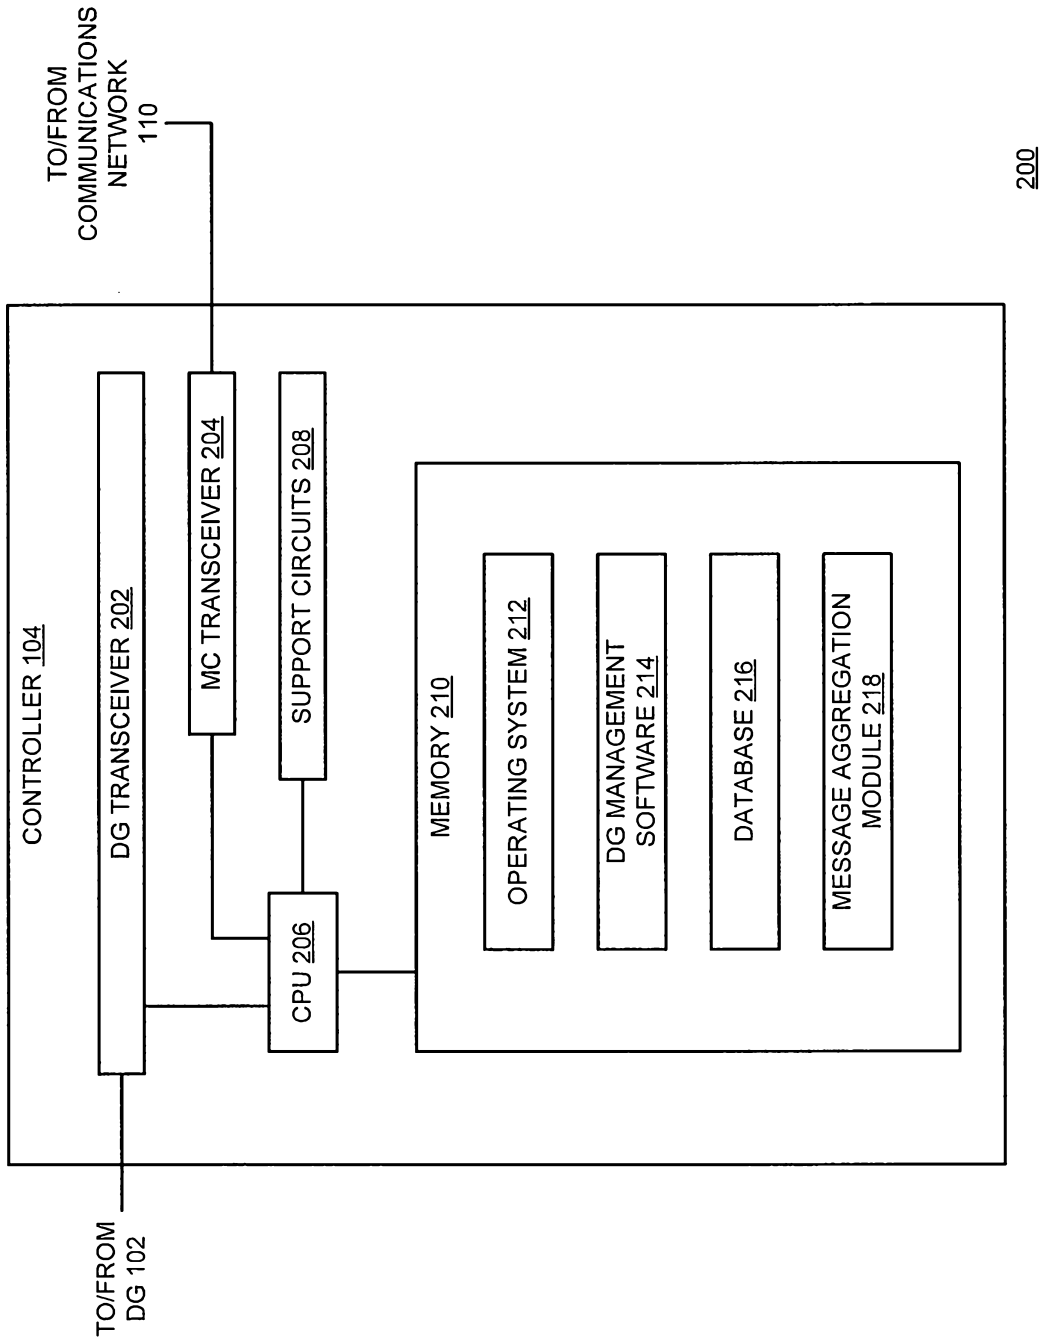 CONTROLLER 104
TO/FROM
DG 102
DG TRANSCEIVER 202
TO/FROM
COMMUNICATIONS
NETWORK
110
MC TRANSCEIVER 204
CPU 206
SUPPORT CIRCUITS 208
MEMORY 210
OPERATING SYSTEM 212
DG MANAGEMENT
SOFTWARE 214
DATABASE 216
MESSAGE AGGREGATION
MODULE 218
200